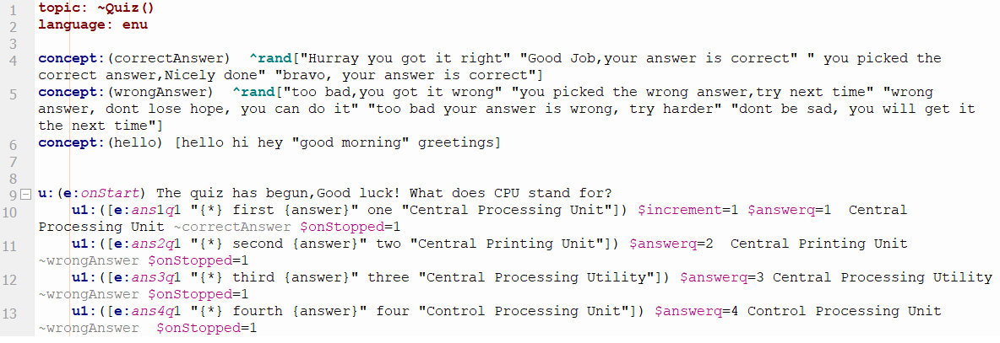 1 topic: ~Quiz()
2 language: enu
3
4 concept:(correctAnswer) ^rand["Hurray you got it right" "Good Job,your answer is correct" " you picked the
correct answer,Nicely done" "bravo, your answer is correct"]
5 concept:(wrongAnswer) ^rand["too bad,you got it wrong" "you picked the wrong answer,try next time" "wrong
answer, dont lose hope, you can do it" "too bad your answer is wrong, try harder" "dont be sad, you will get it
the next time"]
6 concept:(hello) [hello hi hey "good morning" greetings]
7
8
9 u:(e:onStart) The quiz has begun,Good luck! What does CPU stand for?
10 u1:([e:ans1q1 "{*} first {answer}" one "Central Processing Unit"]) $increment=1 $answerq=1 Central
Processing Unit ~correctAnswer $onStopped=1
11 u1:([e:ans2q1 "{*} second {answer}" two "Central Printing Unit"]) $answerq=2 Central Printing Unit
~wrongAnswer $onStopped=1
12 u1:([e:ans3q1 "{*} third {answer}" three "Central Processing Utility"]) $answerq=3 Central Processing Utility
~wrongAnswer $onStopped=1
13 u1:([e:ans4q1 "{*} fourth {answer}" four "Control Processing Unit"]) $answerq=4 Control Processing Unit
~wrongAnswer $onStopped=1